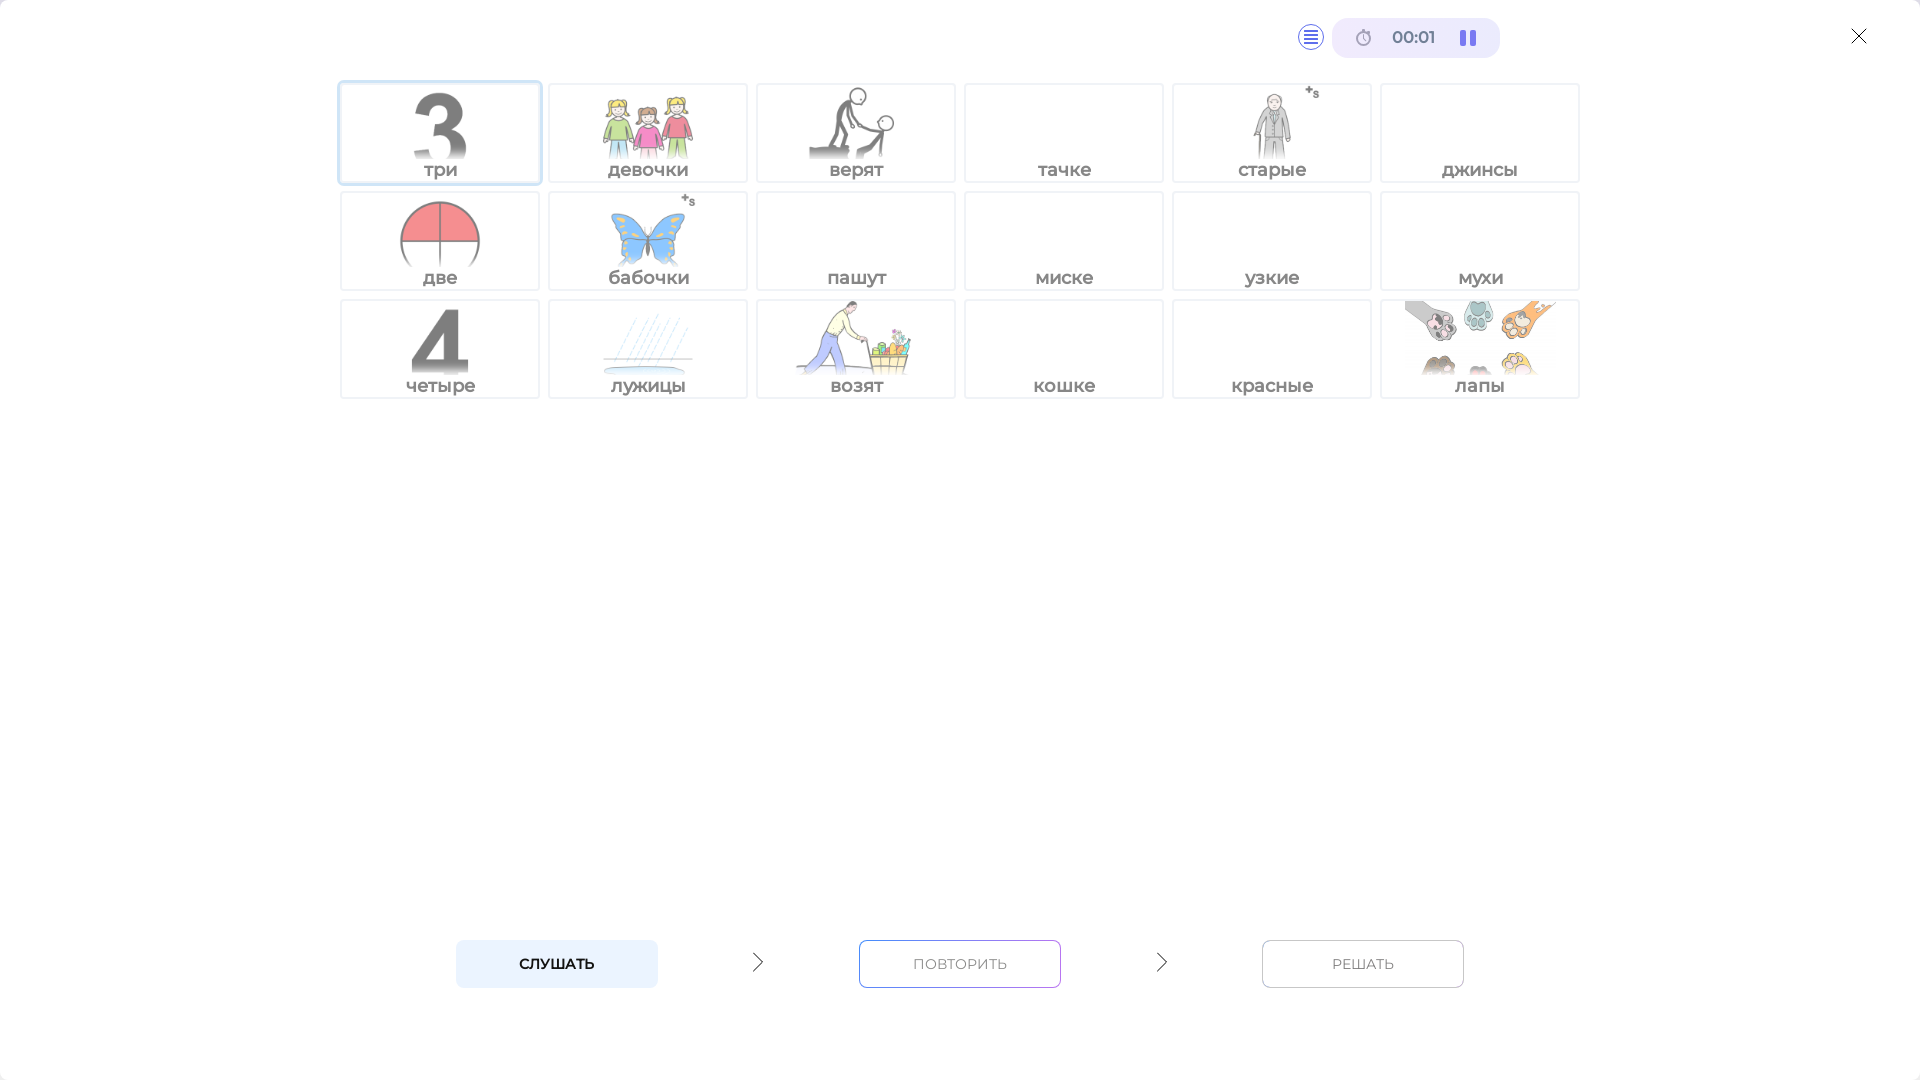 00:01
3
три
девочки
верят
тачке
+s
старые
джинсы
две
+s
бабочки
пашут
миске
узкие
мухи
4
четыре
лужицы
возят
кошке
красные
лапы
СЛУШАТЬ
ПОВТОРИТЬ
РЕШАТЬ